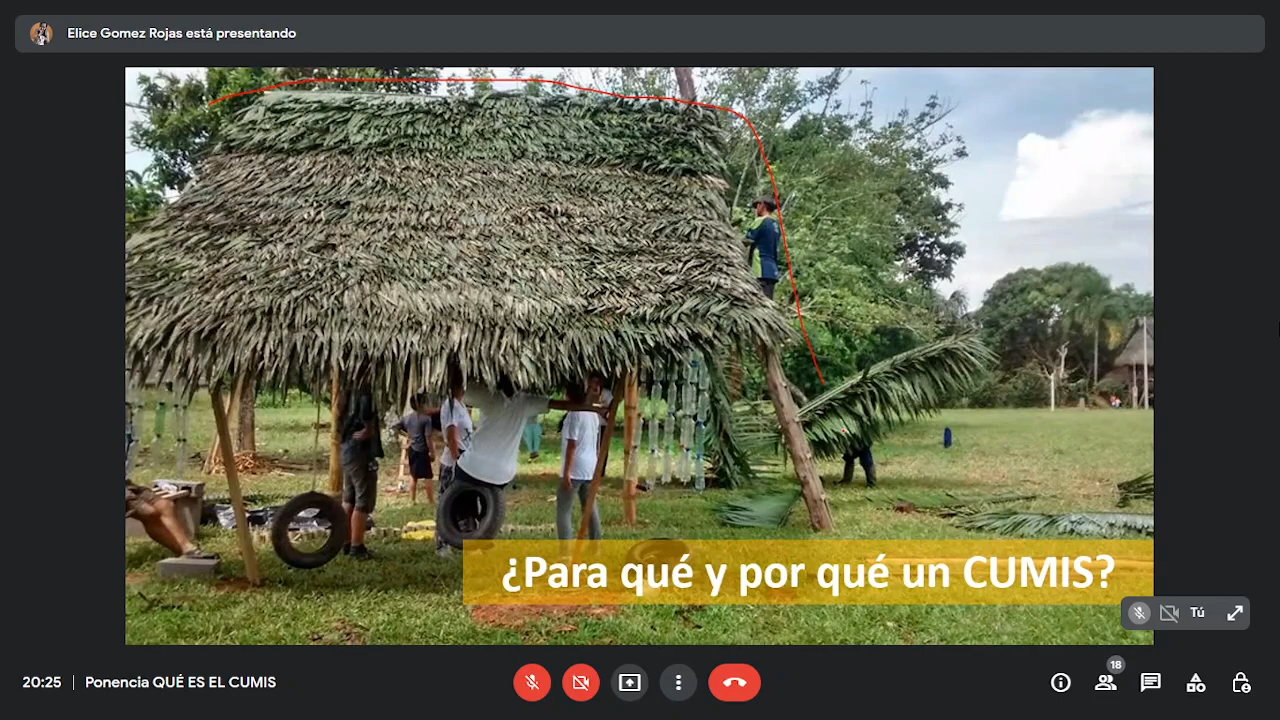 Elice Gomez Rojas está presentando
¿Para qué y por qué un CUMIS?
Tú
18
20:25 | Ponencia QUÉ ES EL CUMIS